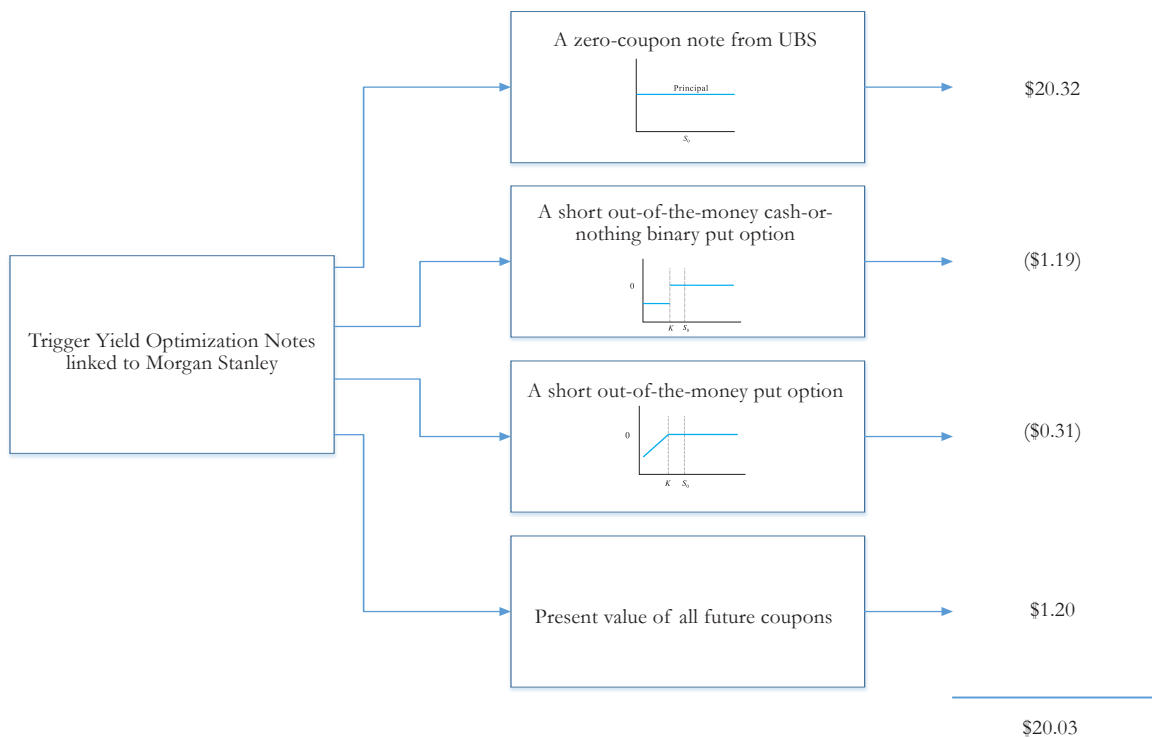 A zero-coupon note from UBS
Principal
S₀
$20.32
A short out-of-the-money cash-or-
nothing binary put option
0
K
S₀
($1.19)
Trigger Yield Optimization Notes
linked to Morgan Stanley
A short out-of-the-money put option
0
K
S₀
($0.31)
Present value of all future coupons
$1.20
$20.03